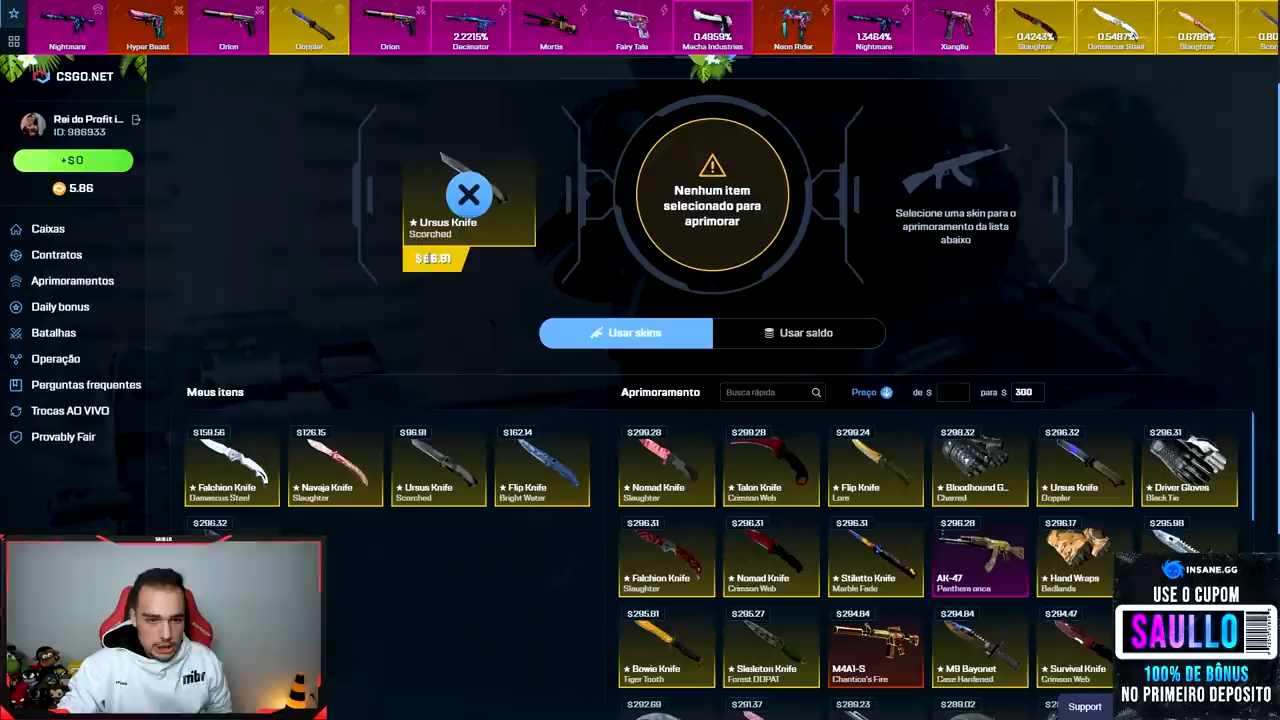 Nightmare
Hyper Beast
Orion
Doppler
Orion
2.2215%
Decimator
Mortis
Fairy Tale
0.4959%
Mecha Industries
Neon Rider
1.3464%
Nightmare
Xiangliu
0.4243%
Slaughter
0.5487%
Damascus Steel
0.6789%
Slaughter
CSGO.NET
Rei do Profit i...
ID: 986933
+$0
5.86
Caixas
Contratos
Aprimoramentos
Daily bonus
Batalhas
Operação
Perguntas frequentes
Trocas AO VIVO
Provably Fair
★ Ursus Knife
Scorched
Nenhum item
selecionado para
aprimorar
Selecione uma skin para o
aprimoramento da lista
abaixo
Usar skins
Usar saldo
Meus itens
Aprimoramento
Busca rápida
Preço
de $
para $ 300
$159.56
★ Falchion Knife
Damascus Steel
$126.15
★ Navaja Knife
Slaughter
$96.91
★ Ursus Knife
Scorched
$162.14
★ Flip Knife
Bright Water
$296.32
$299.28
★ Nomad Knife
Slaughter
$299.28
★ Talon Knife
Crimson Web
$299.24
★ Flip Knife
Lore
$298.32
★ Bloodhound G...
Charred
$296.32
★ Ursus Knife
Doppler
$296.31
★ Driver Gloves
Black Tie
$296.31
★ Falchion Knife
Slaughter
$296.31
★ Nomad Knife
Crimson Web
$296.31
★ Stiletto Knife
Marble Fade
$296.28
AK-47
Panthera onca
$296.17
★ Hand Wraps
Badlands
$295.98
$295.81
★ Bowie Knife
Tiger Tooth
$295.27
★ Skeleton Knife
Forest DDPAT
$294.84
M4A1-S
Chantico's Fire
$294.84
★ M9 Bayonet
Case Hardened
$294.47
★ Survival Knife
Crimson Web
$292.69
$291.37
$289.23
$289.02
SAULLO
mibr
INSANE.GG
USE O CUPOM
SAULLO
100% DE BÔNUS
NO PRIMEIRO DEPOSITO
Support